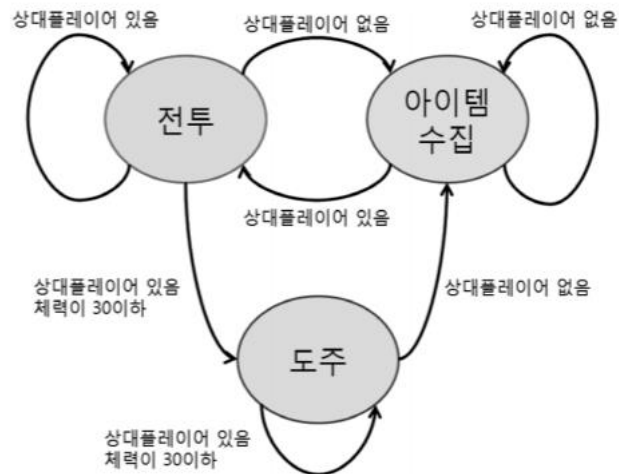 상대플레이어 있음
상대플레이어 없음
상대플레이어 없음
전투
아이템
수집
상대플레이어 있음
상대플레이어 있음
체력이 30이하
상대플레이어 없음
도주
상대플레이어 있음
체력이 30이하